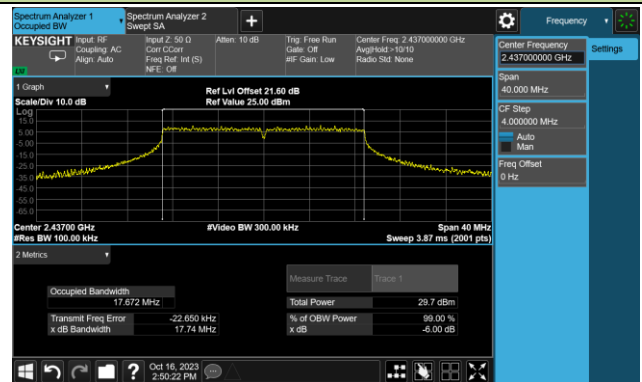 Spectrum Analyzer 1
Occupied BW
Spectrum Analyzer 2
Swept SA
Frequency
KEYSIGHT
Input: RF
Coupling: AC
Align: Auto
Input Z: 50 Ω
Corr CCorr
Freq Ref: Int (S)
NFE: Off
Atten: 10 dB
Trig: Free Run
Gate: Off
#IF Gain: Low
Center Freq: 2.437000000 GHz
Avg|Hold:>10/10
Radio Std: None
Center Frequency
2.437000000 GHz
Settings
Span
40.000 MHz
CF Step
4.000000 MHz
Auto
Man
Freq Offset
0 Hz
1 Graph
Scale/Div 10.0 dB
Ref Lvl Offset 21.60 dB
Ref Value 25.00 dBm
Log
15.0
5.00
-5.00
-15.0
-25.0
-35.0
-45.0
-55.0
-65.0
Center 2.43700 GHz
#Res BW 100.00 kHz
#Video BW 300.00 kHz
Span 40 MHz
Sweep 3.87 ms (2001 pts)
2 Metrics
Measure Trace
Trace 1
Occupied Bandwidth
17.672 MHz
Total Power
29.7 dBm
Transmit Freq Error
-22.650 kHz
% of OBW Power
99.00 %
x dB Bandwidth
17.74 MHz
x dB
-6.00 dB
?
Oct 16, 2023
2:50:22 PM